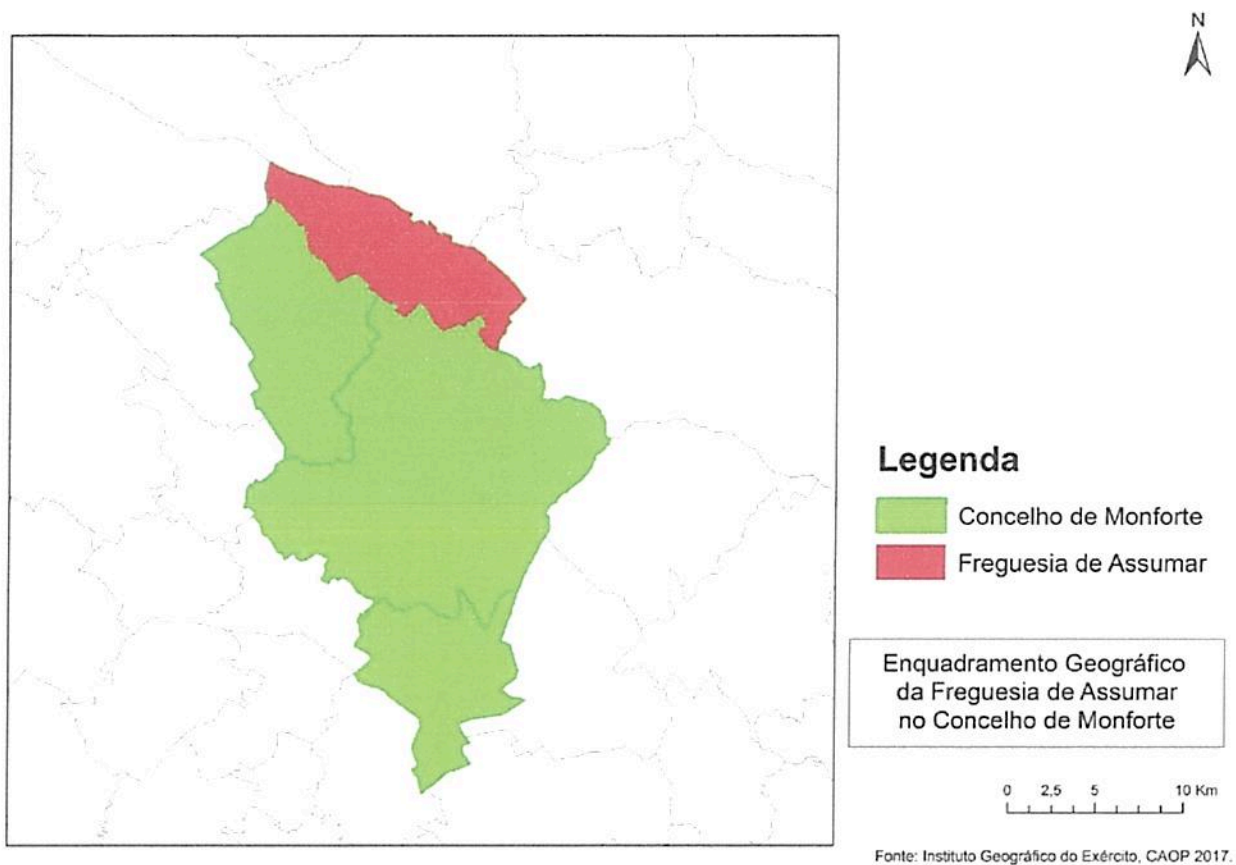 N
Legenda
Concelho de Monforte
Freguesia de Assumar
Enquadramento Geográfico
da Freguesia de Assumar
no Concelho de Monforte
0 2,5 5 10 Km
Fonte: Instituto Geográfico do Exército, CAOP 2017.